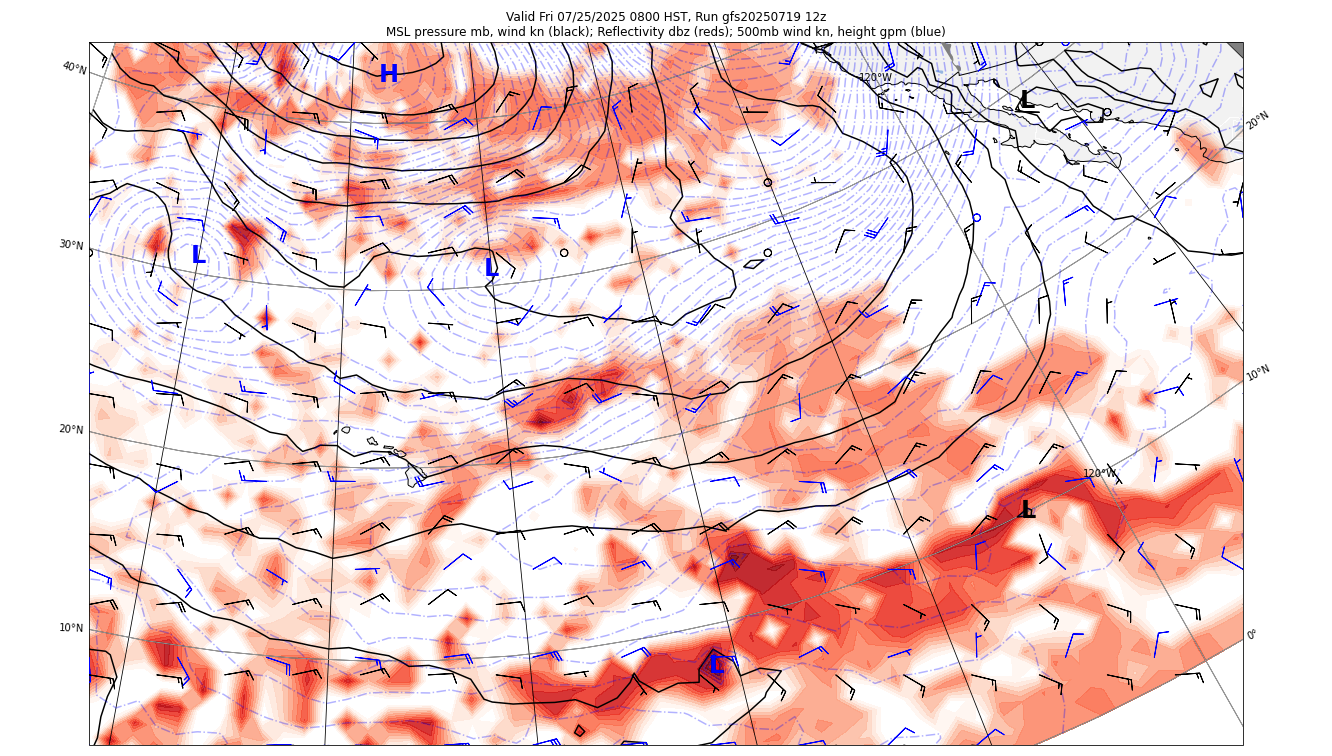 Valid Fri 07/25/2025 0800 HST, Run gfs20250719 12z
MSL pressure mb, wind kn (black); Reflectivity dbz (reds); 500mb wind kn, height gpm (blue)
40°N
H
120°W
L
20°N
30°N
L
L
10°N
20°N
120°W
L
10°N
0°
L